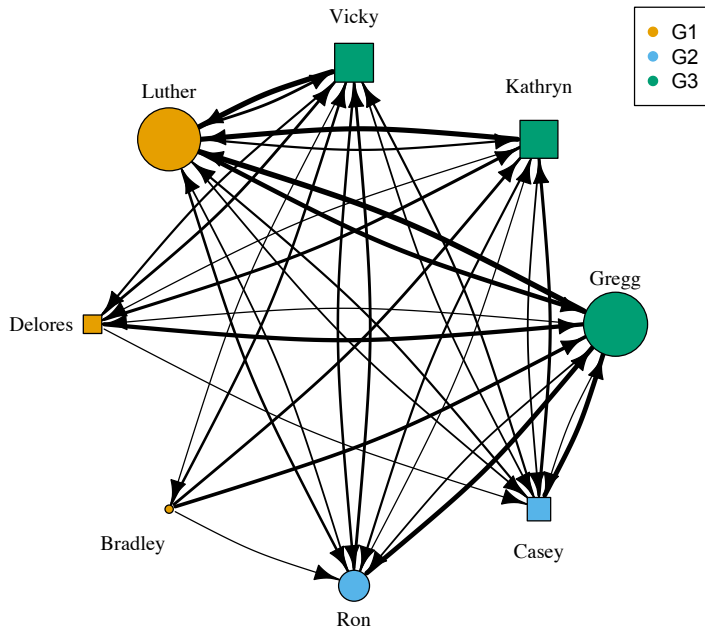 Vicky
G1
G2
G3
Kathryn
Luther
Gregg
Delores
Bradley
Casey
Ron